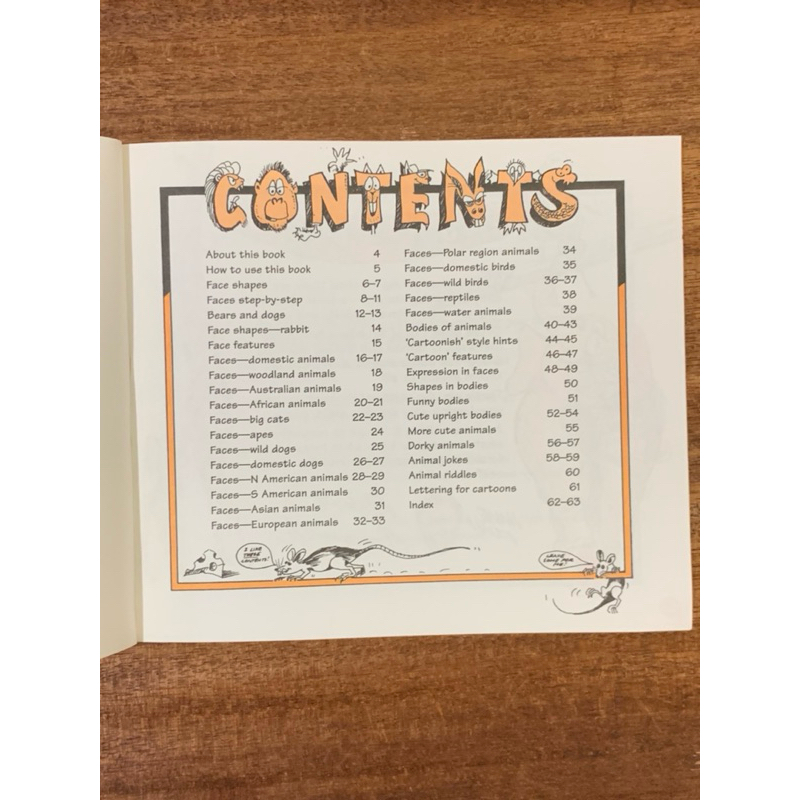 CONTENTS
About this book 4
How to use this book 5
Face shapes 6–7
Faces step-by-step 8–11
Bears and dogs 12–13
Face shapes—rabbit 14
Face features 15
Faces—domestic animals 16–17
Faces—woodland animals 18
Faces—Australian animals 19
Faces—African animals 20–21
Faces—big cats 22–23
Faces—apes 24
Faces—wild dogs 25
Faces—domestic dogs 26–27
Faces—N American animals 28–29
Faces—S American animals 30
Faces—Asian animals 31
Faces—European animals 32–33
Faces—Polar region animals 34
Faces—domestic birds 35
Faces—wild birds 36–37
Faces—reptiles 38
Faces—water animals 39
Bodies of animals 40–43
'Cartoonish' style hints 44–45
'Cartoon' features 46–47
Expression in faces 48–49
Shapes in bodies 50
Funny bodies 51
Cute upright bodies 52–54
More cute animals 55
Dorky animals 56–57
Animal jokes 58–59
Animal riddles 60
Lettering for cartoons 61
Index 62–63
I LIKE
THESE
LAYOUTS!
LEAVE
SOME FOR
ME!